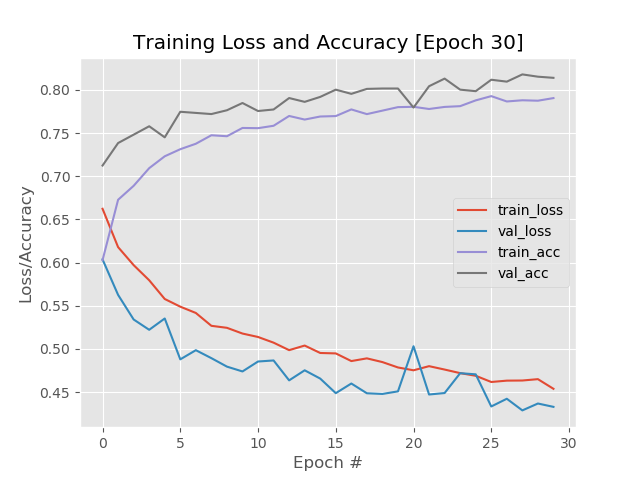 Training Loss and Accuracy [Epoch 30]
Loss/Accuracy
0.80
0.75
0.70
0.65
0.60
0.55
0.50
0.45
train_loss
val_loss
train_acc
val_acc
0 5 10 15 20 25 30
Epoch #